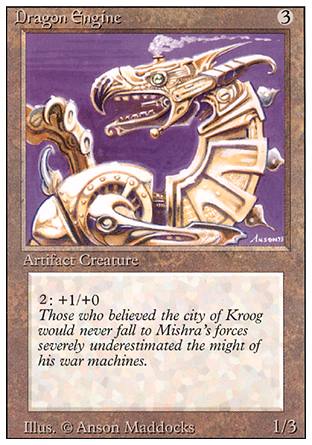 Dragon Engine 3
ANSON93
Artifact Creature
2: +1/+0
Those who believed the city of Kroog
would never fall to Mishra's forces
severely underestimated the might of
his war machines.
Illus. © Anson Maddocks 1/3